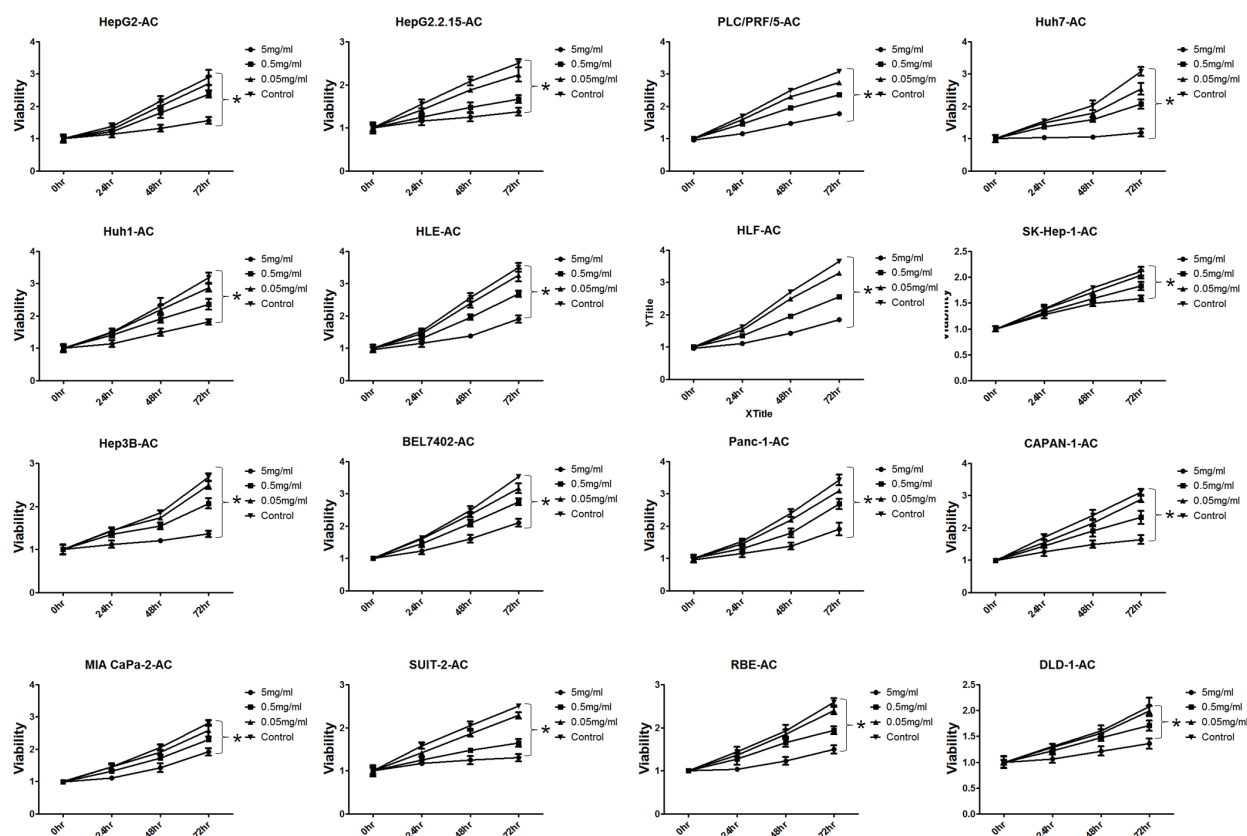 HepG2-AC
Viability
4
3
2
1
0
0hr
24hr
48hr
72hr
5mg/ml
0.5mg/ml
0.05mg/ml
Control
*
HepG2.2.15-AC
Viability
3
2
1
0
0hr
24hr
48hr
72hr
5mg/ml
0.5mg/ml
0.05mg/ml
Control
*
PLC/PRF/5-AC
Viability
4
3
2
1
0
0hr
24hr
48hr
72hr
5mg/ml
0.5mg/ml
0.05mg/m
Control
*
Huh7-AC
Viability
4
3
2
1
0
0hr
24hr
48hr
72hr
5mg/ml
0.5mg/ml
0.05mg/ml
Control
*
Huh1-AC
Viability
4
3
2
1
0
0hr
24hr
48hr
72hr
5mg/ml
0.5mg/ml
0.05mg/ml
Control
*
HLE-AC
Viability
4
3
2
1
0
0hr
24hr
48hr
72hr
5mg/ml
0.5mg/ml
0.05mg/ml
Control
*
HLF-AC
YTitle
4
3
2
1
0
0hr
24hr
48hr
72hr
XTitle
5mg/ml
0.5mg/ml
0.05mg/ml
Control
*
SK-Hep-1-AC
Viability
2.5
2.0
1.5
1.0
0.5
0.0
0hr
24hr
48hr
72hr
5mg/ml
0.5mg/ml
0.05mg/ml
Control
*
Hep3B-AC
Viability
3
2
1
0
0hr
24hr
48hr
72hr
5mg/ml
0.5mg/ml
0.05mg/ml
Control
*
BEL7402-AC
Viability
4
3
2
1
0
0hr
24hr
48hr
72hr
5mg/ml
0.5mg/ml
0.05mg/ml
Control
*
Panc-1-AC
Viability
4
3
2
1
0
0hr
24hr
48hr
72hr
5mg/ml
0.5mg/ml
0.05mg/m
Control
*
CAPAN-1-AC
Viability
4
3
2
1
0
0hr
24hr
48hr
72hr
5mg/ml
0.5mg/ml
0.05mg/ml
Control
*
MIA CaPa-2-AC
Viability
4
3
2
1
0
0hr
24hr
48hr
72hr
5mg/ml
0.5mg/ml
0.05mg/ml
Control
*
SUIT-2-AC
Viability
3
2
1
0
0hr
24hr
48hr
72hr
5mg/ml
0.5mg/ml
0.05mg/ml
Control
*
RBE-AC
Viability
3
2
1
0
0hr
24hr
48hr
72hr
5mg/ml
0.5mg/ml
0.05mg/ml
Control
*
DLD-1-AC
Viability
2.5
2.0
1.5
1.0
0.5
0.0
0hr
24hr
48hr
72hr
5mg/ml
0.5mg/ml
0.05mg/ml
Control
*